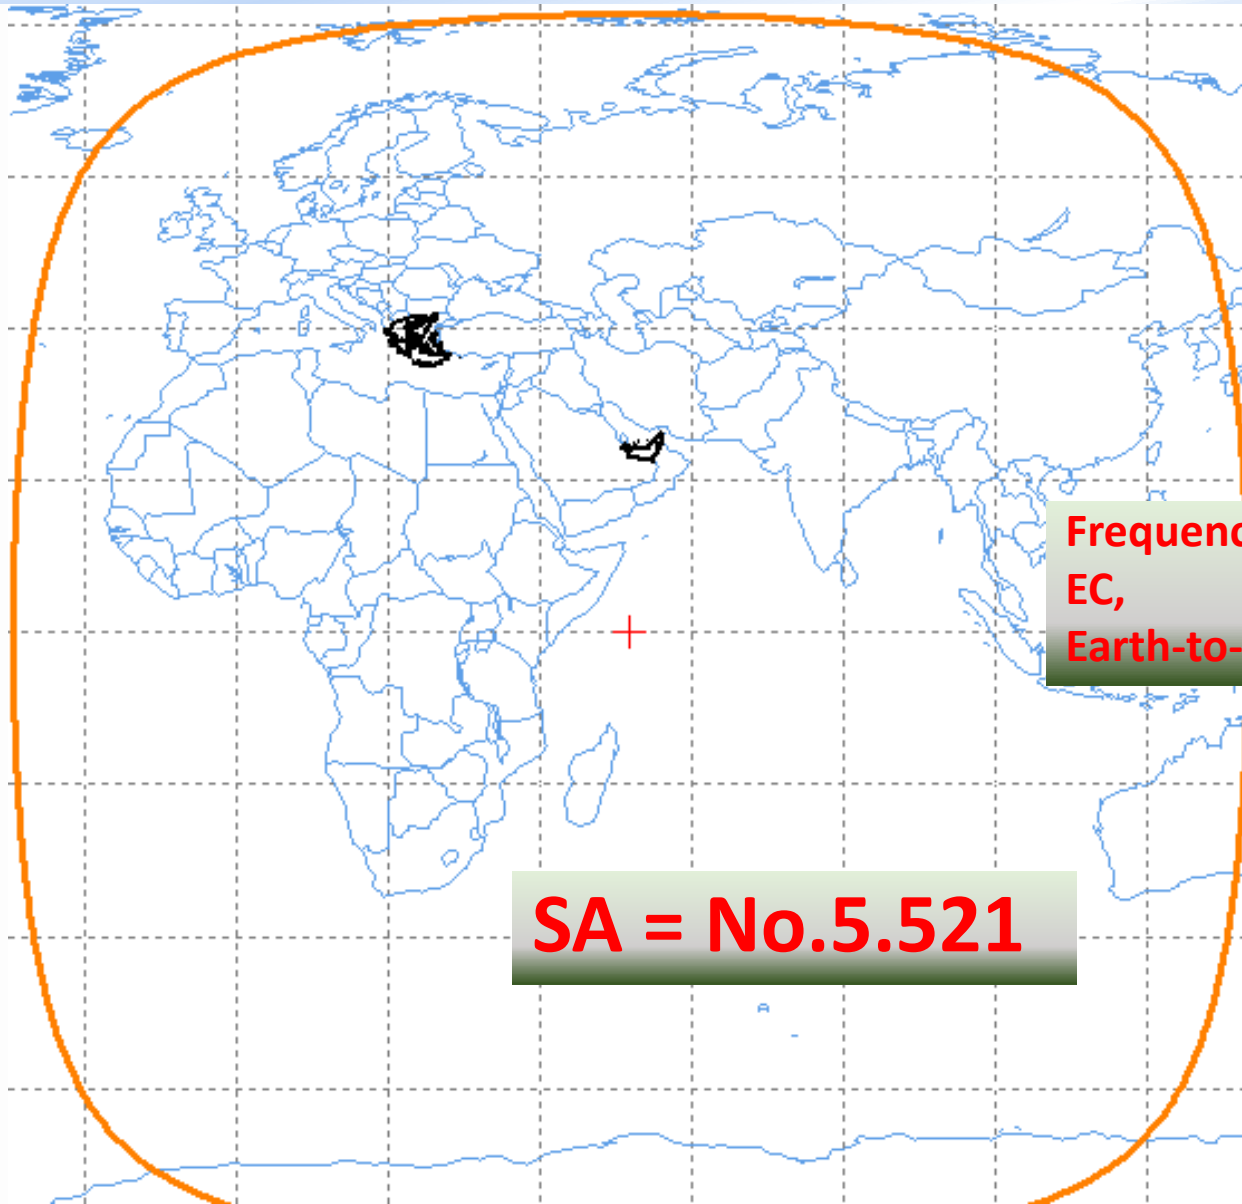 Frequenc
EC,
Earth-to-
SA = No.5.521